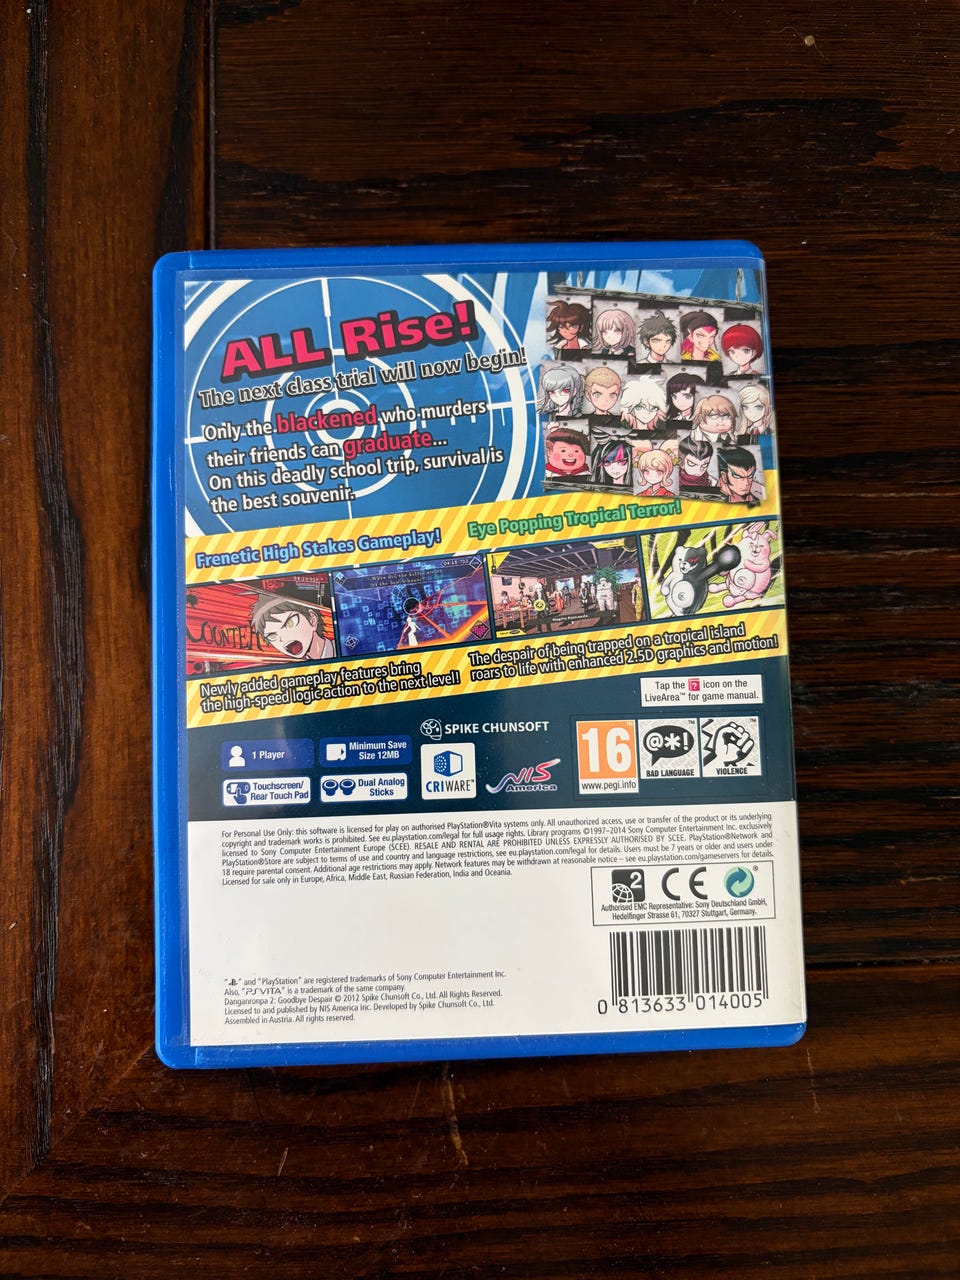 ALL Rise!
The next class trial will now begin!
Only the blackened who murders
their friends can graduate...
On this deadly school trip, survival is
the best souvenir.
Frenetic High Stakes Gameplay!
Eye Popping Tropical Terror!
COUNTER
Newly added gameplay features bring
the high-speed logic action to the next level!
The despair of being trapped on a tropical island
roars to life with enhanced 2.5D graphics and motion!
Tap the ? icon on the
LiveArea™ for game manual.
SPIKE CHUNSOFT
1 Player
Minimum Save
Size 12MB
Touchscreen/
Rear Touch Pad
Dual Analog
Sticks
CRIWARE™
NIS
America
16
www.pegi.info
@*!
BAD LANGUAGE
VIOLENCE
For Personal Use Only: this software is licensed for play on authorised PlayStation®Vita systems only. All unauthorized access, use or transfer of the product or its underlying
copyright and trademark works is prohibited. See eu.playstation.com/legal for full usage rights. Library programs ©1997–2014 Sony Computer Entertainment Inc. exclusively
licensed to Sony Computer Entertainment Europe (SCEE). RESALE AND RENTAL ARE PROHIBITED UNLESS EXPRESSLY AUTHORISED BY SCEE. PlayStation®Network and
PlayStation®Store are subject to terms of use and country and language restrictions, see eu.playstation.com/legal for details. Users must be 7 years or older and users under
18 require parental consent. Additional age restrictions may apply. Network features may be withdrawn at reasonable notice – see eu.playstation.com/gameservers for details.
Licensed for sale only in Europe, Africa, Middle East, Russian Federation, India and Oceania.
2
CE
Authorised EMC Representative: Sony Deutschland GmbH,
Hedelfinger Strasse 61, 70327 Stuttgart, Germany.
" " and "PlayStation" are registered trademarks of Sony Computer Entertainment Inc.
Also, "PSVITA" is a trademark of the same company.
Danganronpa 2: Goodbye Despair © 2012 Spike Chunsoft Co., Ltd. All Rights Reserved.
Licensed to and published by NIS America Inc. Developed by Spike Chunsoft Co., Ltd.
Assembled in Austria. All rights reserved.
0 813633 014005